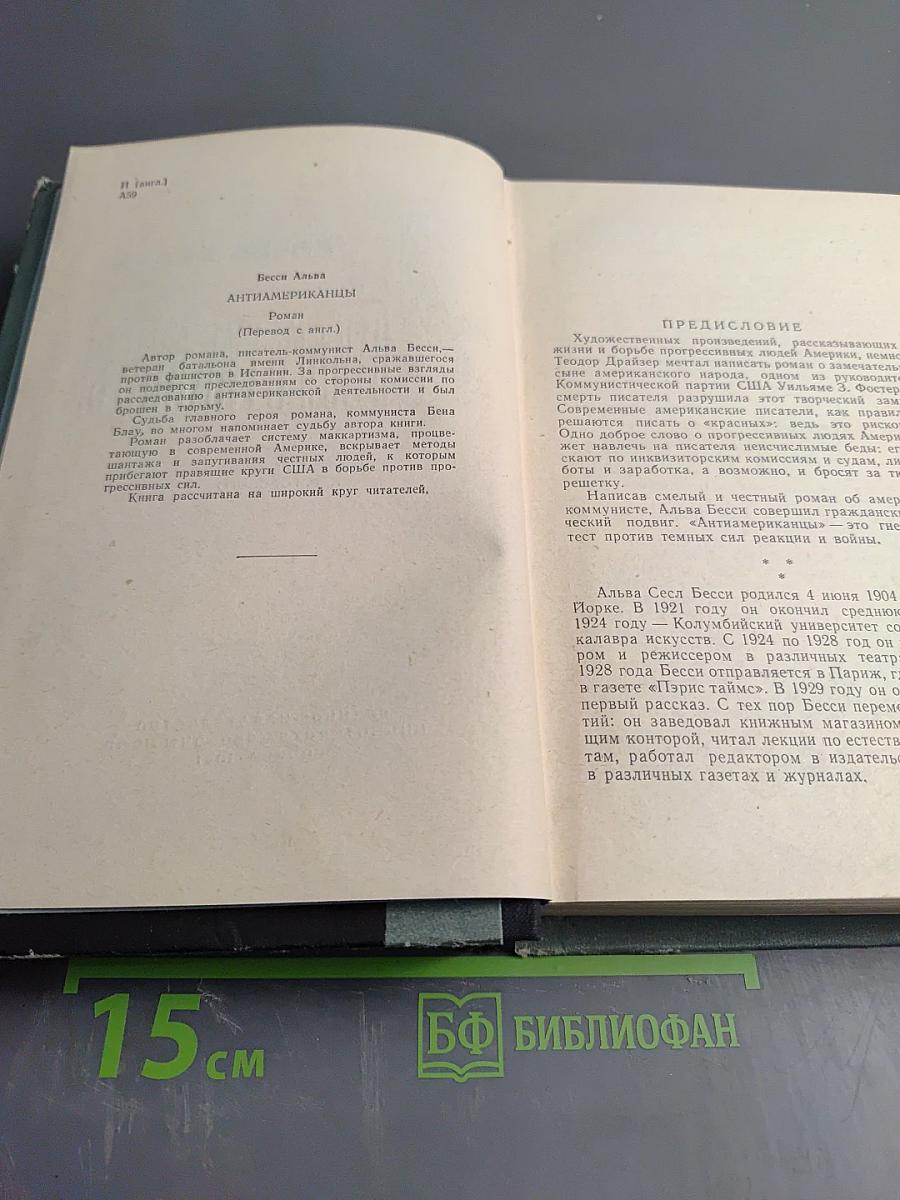 И (англ.)
А59
Бесси Альва
АНТИАМЕРИКАНЦЫ
Роман
(Перевод с англ.)
Автор романа, писатель-коммунист Альва Бесси,—
ветеран батальона имени Линкольна, сражавшегося
против фашистов в Испании. За прогрессивные взгляды
он подвергся преследованиям со стороны комиссии по
расследованию антиамериканской деятельности и был
брошен в тюрьму.
Судьба главного героя романа, коммуниста Бена
Блау, во многом напоминает судьбу автора книги.
Роман разоблачает систему маккартизма, процве-
тающую в современной Америке, вскрывает методы
шантажа и запугивания честных людей, к которым
прибегают правящие круги США в борьбе против про-
грессивных сил.
Книга рассчитана на широкий круг читателей,
ПРЕДИСЛОВИЕ
Художественных произведений, рассказывающих
жизни и борьбе прогрессивных людей Америки, немно
Теодор Драйзер мечтал написать роман о замечатель
сыне американского народа, одном из руководите
Коммунистической партии США Уильяме З. Фостер
смерть писателя разрушила этот творческий зам
Современные американские писатели, как правил
решаются писать о «красных»: ведь это риско
Одно доброе слово о прогрессивных людях Амери
жет навлечь на писателя неисчислимые беды: ег
скают по инквизиторским комиссиям и судам, ли
боты и заработка, а возможно, и бросят за тю
решетку.
Написав смелый и честный роман об амер
коммунисте, Альва Бесси совершил граждански
ческий подвиг. «Антиамериканцы» — это гне
тест против темных сил реакции и войны.
* *
*
Альва Сесл Бесси родился 4 июня 1904
Йорке. В 1921 году он окончил среднюю
1924 году — Колумбийский университет со
калавра искусств. С 1924 по 1928 год он
ром и режиссером в различных театр
1928 года Бесси отправляется в Париж, гд
в газете «Пэрис таймс». В 1929 году он о
первый рассказ. С тех пор Бесси переме
тий: он заведовал книжным магазином
щим конторой, читал лекции по естеств
там, работал редактором в издательс
в различных газетах и журналах.
15 см
БФ БИБЛИОФАН